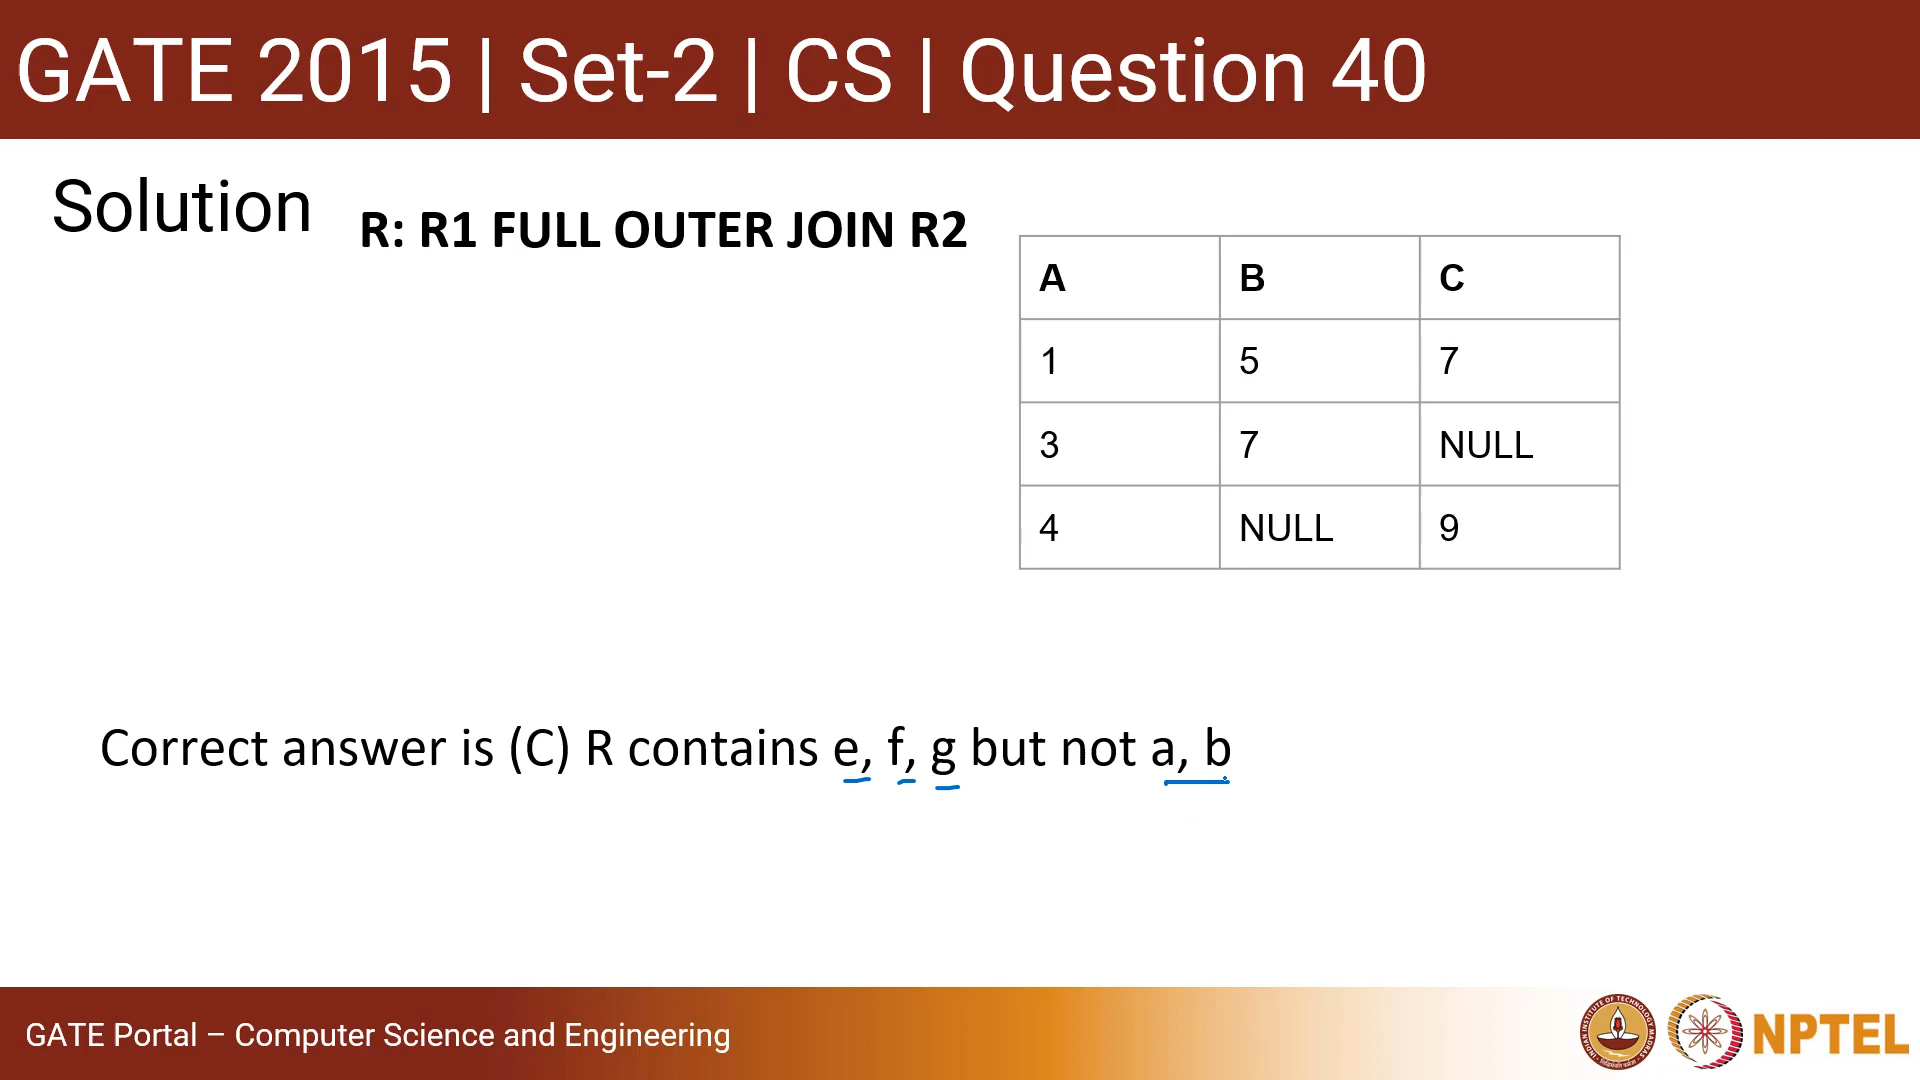 GATE 2015 | Set-2 | CS | Question 40
Solution
R: R1 FULL OUTER JOIN R2
A B C
1 5 7
3 7 NULL
4 NULL 9
Correct answer is (C) R contains e, f, g but not a, b
GATE Portal – Computer Science and Engineering
NPTEL